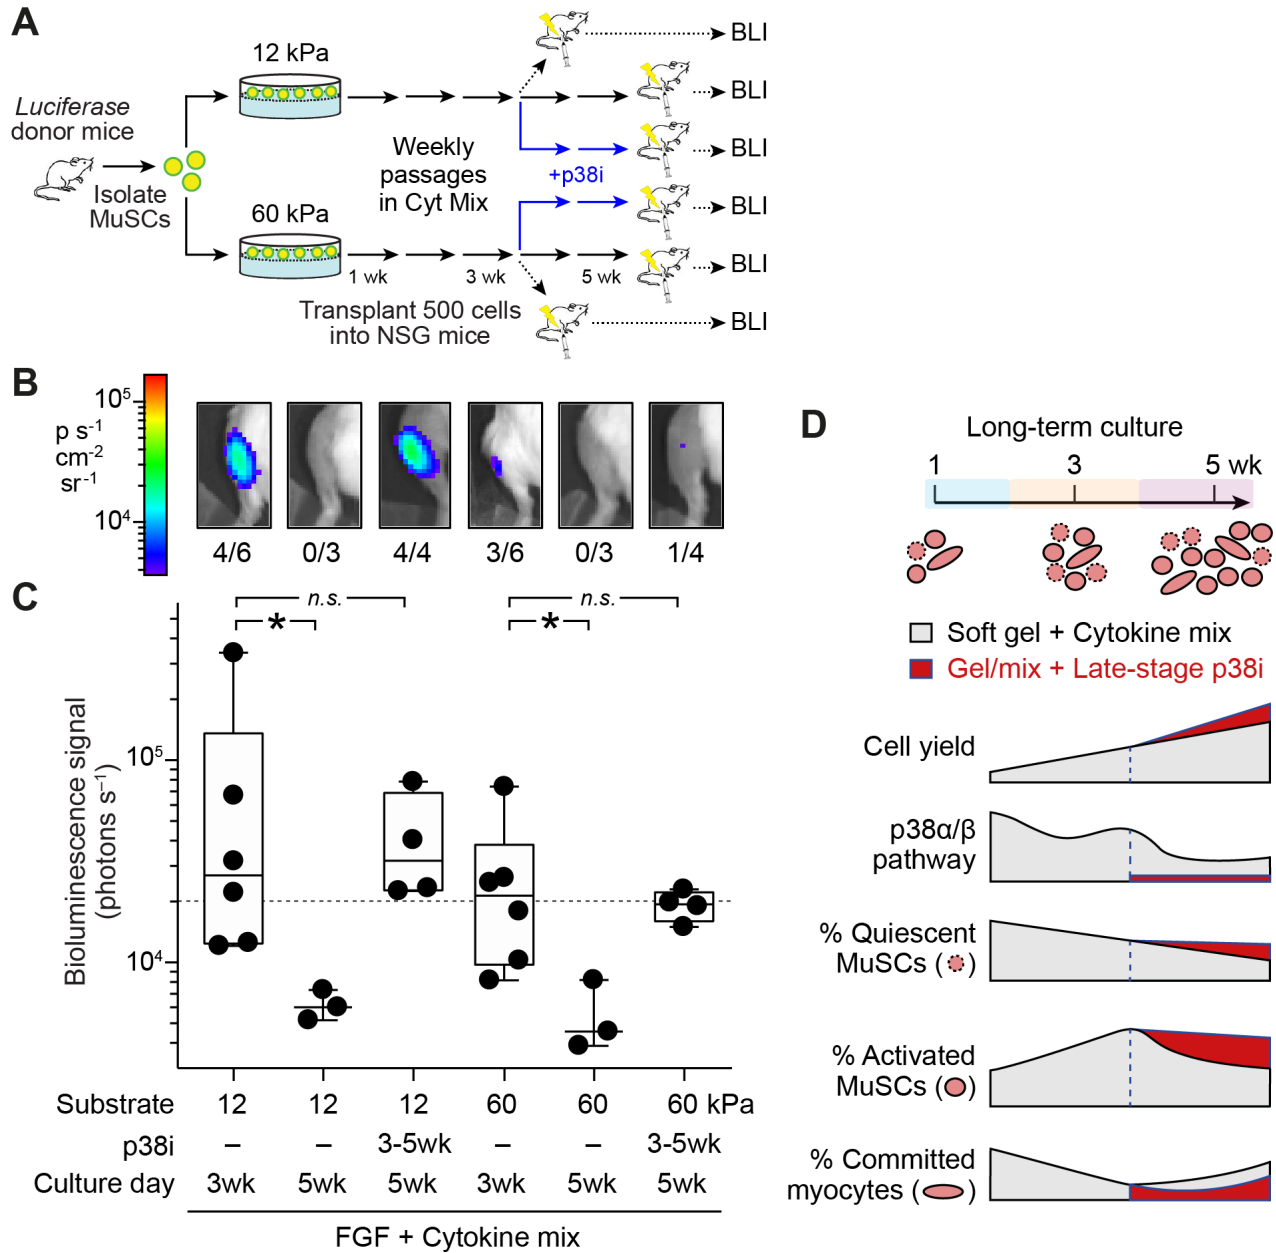 A
Luciferase
donor mice
Isolate
MuSCs
12 kPa
60 kPa
Weekly
passages
in Cyt Mix
1 wk
3 wk
5 wk
+p38i
Transplant 500 cells
into NSG mice
BLI
BLI
BLI
BLI
BLI
BLI
B
10⁵
p s⁻¹
cm⁻²
sr⁻¹
10⁴
4/6 0/3 4/4 3/6 0/3 1/4
C
n.s. n.s.
* *
Bioluminescence signal
(photons s⁻¹)
10⁵
10⁴
Substrate 12 12 12 60 60 60 kPa
p38i – – 3-5wk – – 3-5wk
Culture day 3wk 5wk 5wk 3wk 5wk 5wk
FGF + Cytokine mix
D
Long-term culture
1 3 5 wk
Soft gel + Cytokine mix
Gel/mix + Late-stage p38i
Cell yield
p38α/β
pathway
% Quiescent
MuSCs ( )
% Activated
MuSCs ( )
% Committed
myocytes ( )